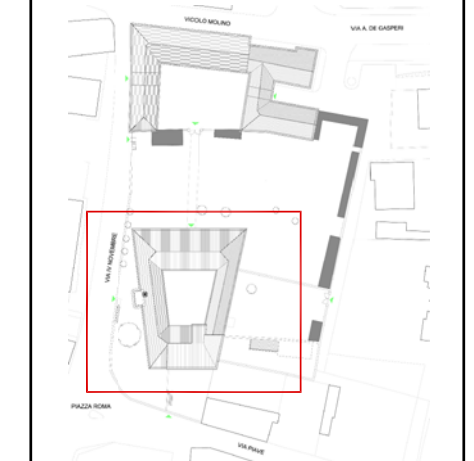 VICOLO MOLINO
VIA A. DE GASPERI
VIA IV NOVEMBRE
PIAZZA ROMA
VIA PIAVE